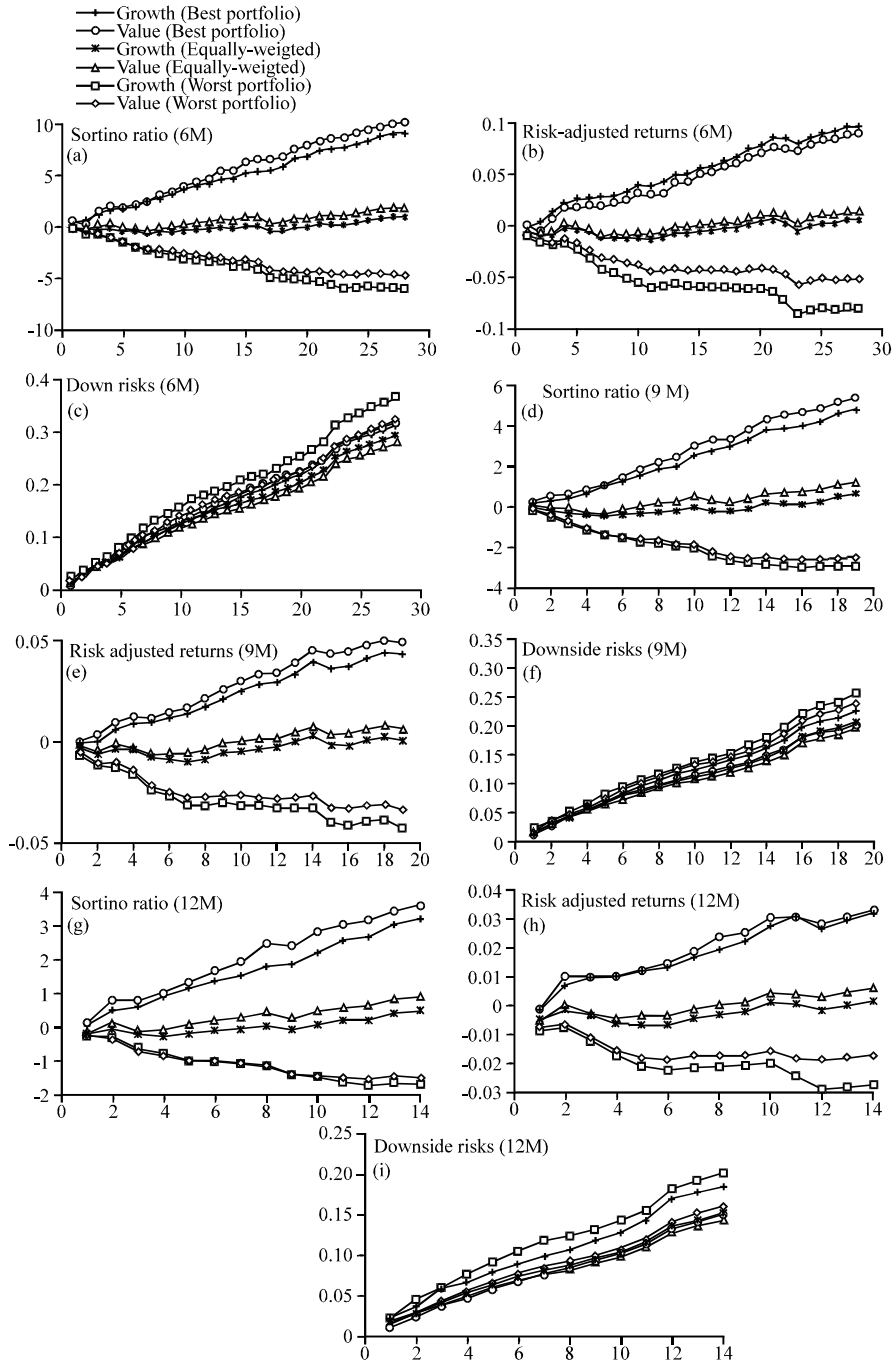 Growth (Best portfolio)
Value (Best portfolio)
Growth (Equally-weigted)
Value (Equally-weigted)
Growth (Worst portfolio)
Value (Worst portfolio)
Sortino ratio (6M)
(a)
10
5
0
-5
-10
0 5 10 15 20 25 30
Risk-adjusted returns (6M)
(b)
0.1
0.05
0
-0.05
-0.1
0 5 10 15 20 25 30
Down risks (6M)
(c)
0.4
0.3
0.2
0.1
0
0 5 10 15 20 25 30
Sortino ratio (9 M)
(d)
6
4
2
0
-2
-4
0 2 4 6 8 10 12 14 16 18 20
Risk adjusted returns (9M)
(e)
0.05
0
-0.05
0 2 4 6 8 10 12 14 16 18 20
Downside risks (9M)
(f)
0.35
0.30
0.25
0.20
0.15
0.10
0.05
0
0 2 4 6 8 10 12 14 16 18 20
Sortino ratio (12M)
(g)
4
3
2
1
0
-1
-2
0 2 4 6 8 10 12 14
Risk adjusted returns (12M)
(h)
0.04
0.03
0.02
0.01
0
-0.01
-0.02
-0.03
0 2 4 6 8 10 12 14
Downside risks (12M)
(i)
0.25
0.20
0.15
0.10
0.05
0
0 2 4 6 8 10 12 14